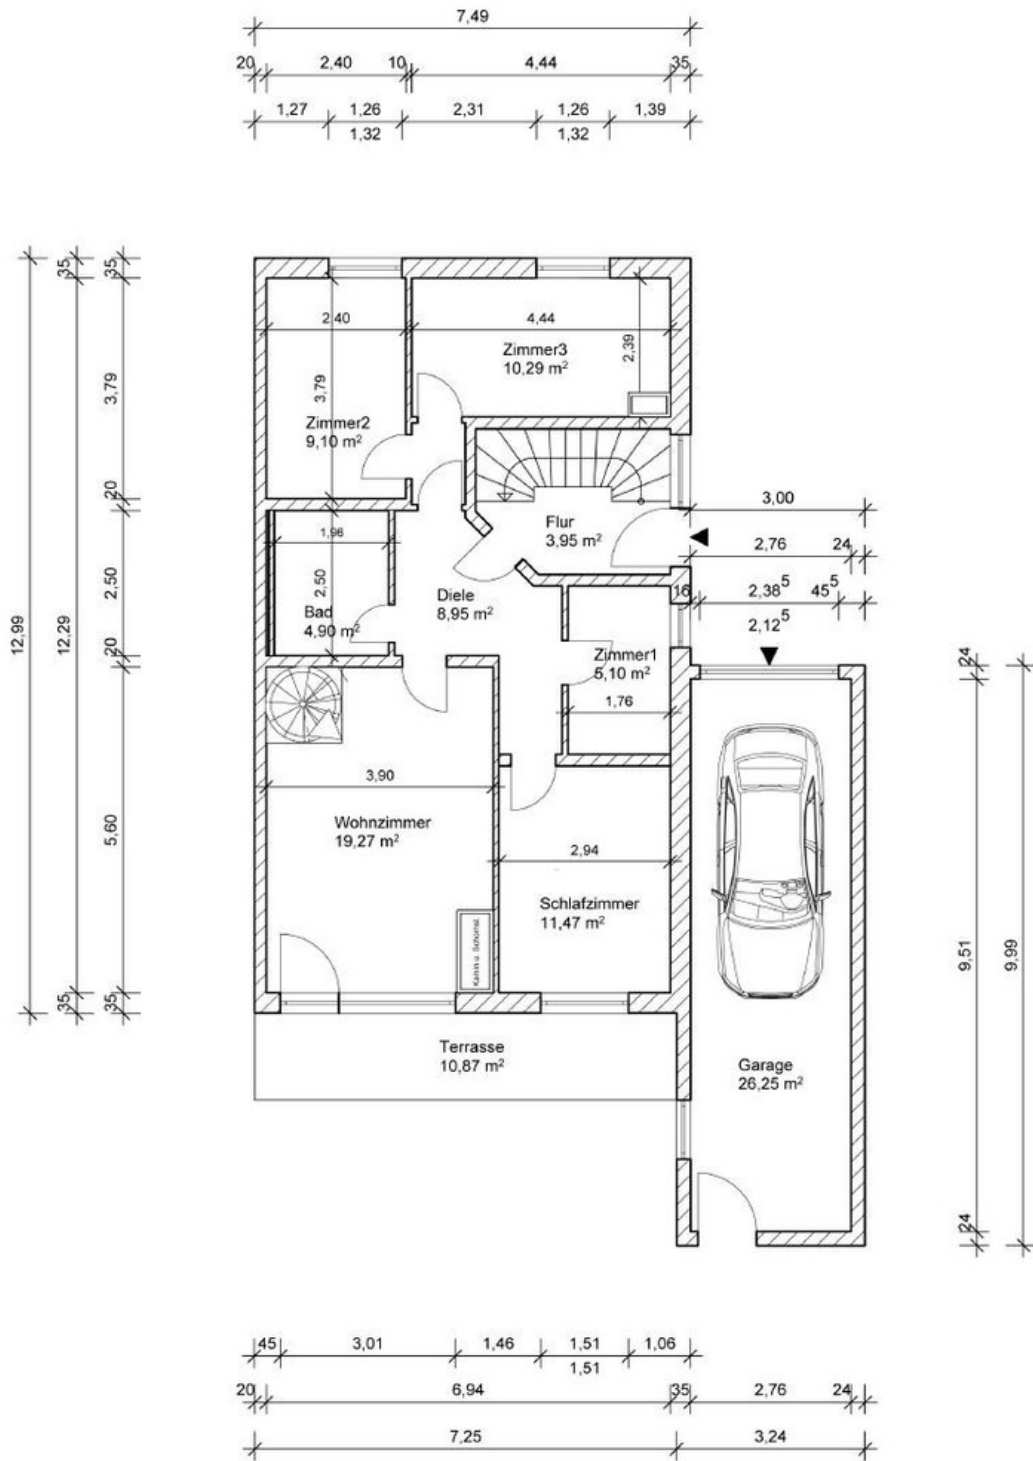 7,49
20 2,40 10 4,44 35
1,27 1,26 2,31 1,26 1,39
1,32 1,32
35 35
2,40 4,44
Zimmer3
10,29 m²
2,39
12,99
12,29
3,79
3,79
Zimmer2
9,10 m²
20
3,00
Flur
3,95 m²
1,96
2,76 24
2,50
2,50
Bad
4,90 m²
Diele
8,95 m²
16 2,38⁵ 45⁵
2,12⁵
20
Zimmer1
5,10 m²
24
1,76
3,90
5,60
Wohnzimmer
19,27 m²
2,94
Schlafzimmer
11,47 m²
Kamin u. Schornst.
9,51
9,99
35 35
Terrasse
10,87 m²
Garage
26,25 m²
24
45 3,01 1,46 1,51 1,06
1,51
20 6,94 35 2,76 24
7,25 3,24